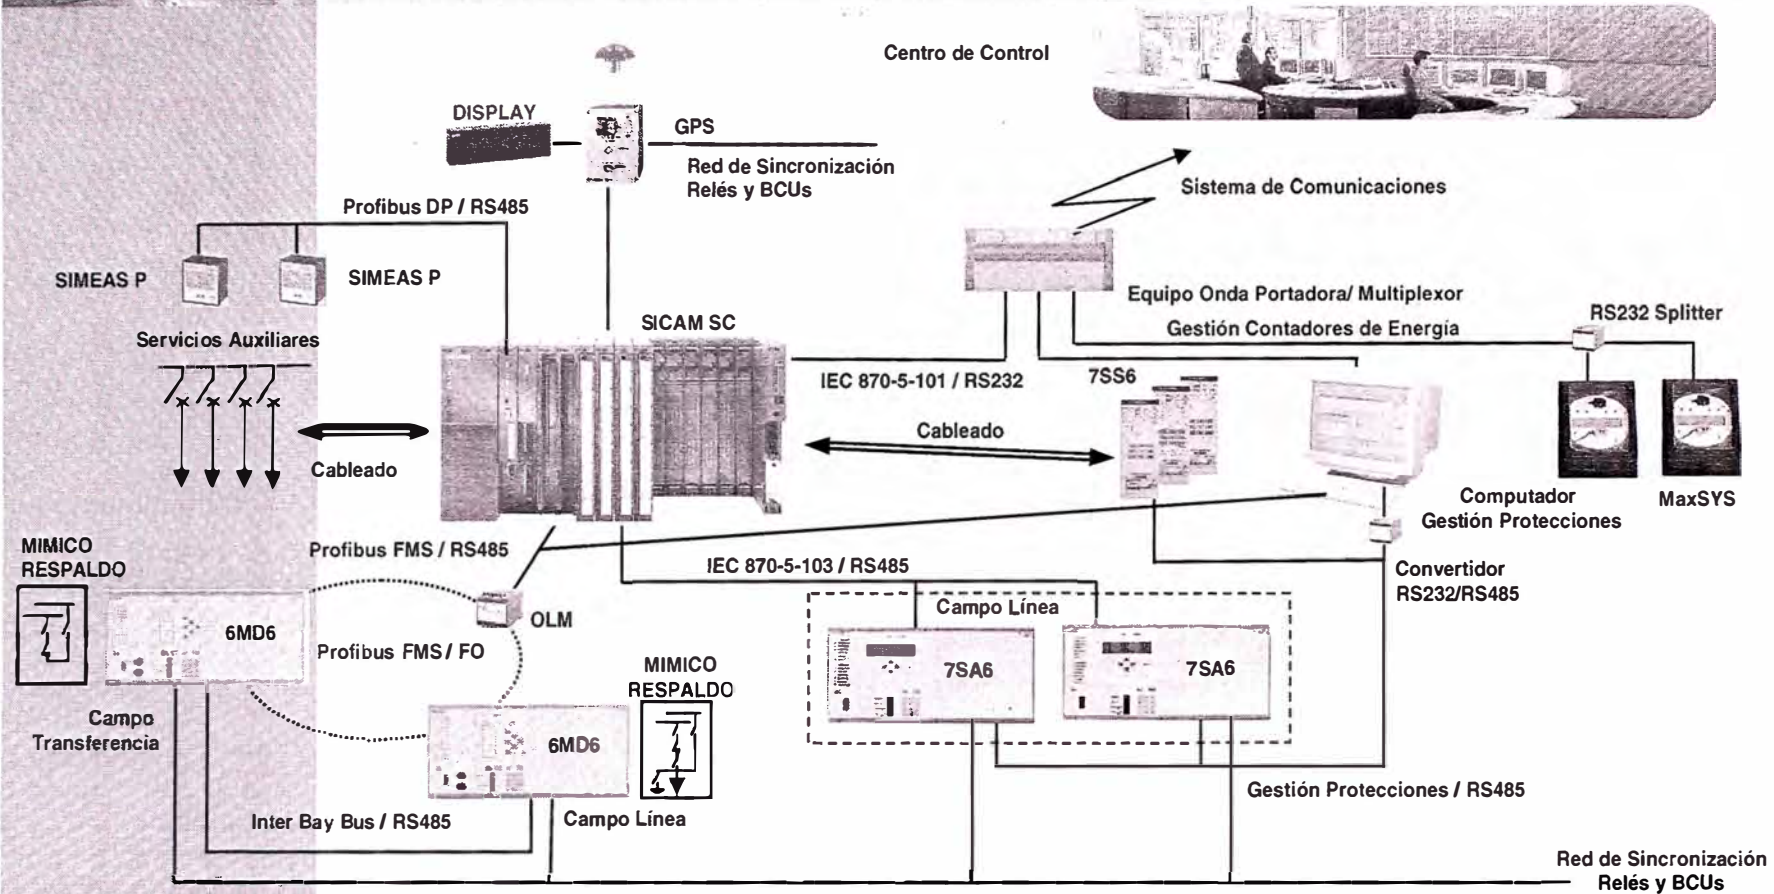 Centro de Control
DISPLAY
GPS
Red de Sincronización
Relés y BCUs
Sistema de Comunicaciones
Profibus DP / RS485
SIMEAS P
SIMEAS P
Equipo Onda Portadora/ Multiplexor
RS232 Splitter
SICAM SC
Gestión Contadores de Energía
Servicios Auxiliares
IEC 870-5-101 / RS232
7SS6
Cableado
Cableado
Computador
Gestión Protecciones
MaxSYS
MIMICO
RESPALDO
Profibus FMS / RS485
IEC 870-5-103 / RS485
Convertidor
RS232/RS485
OLM
Campo Línea
6MD6
Profibus FMS / FO
MIMICO
RESPALDO
7SA6
7SA6
Campo
Transferencia
6MD6
Gestión Protecciones / RS485
Inter Bay Bus / RS485
Campo Línea
Red de Sincronización
Relés y BCUs